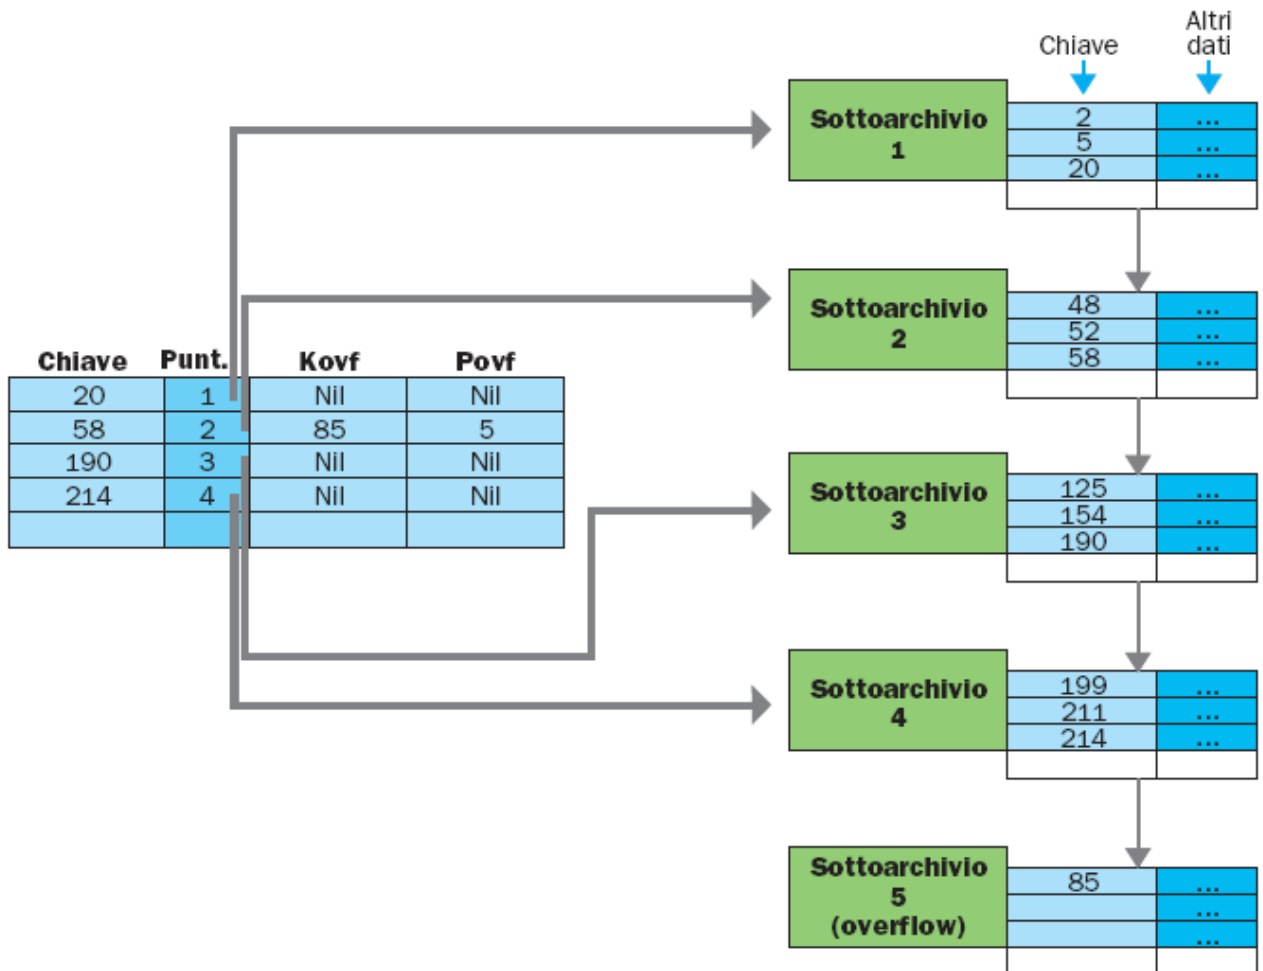 Altri
dati
Chiave
Sottoarchivio
1
2 ...
5 ...
20 ...
Sottoarchivio
2
48 ...
52 ...
58 ...
Chiave Punt. Kovf Povf
20 1 Nil Nil
58 2 85 5
190 3 Nil Nil
214 4 Nil Nil
Sottoarchivio
3
125 ...
154 ...
190 ...
Sottoarchivio
4
199 ...
211 ...
214 ...
Sottoarchivio
5
(overflow)
85 ...
...
...